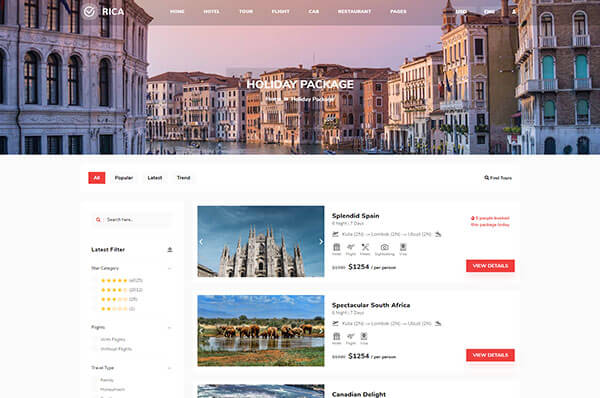 RICA
HOME HOTEL TOUR FLIGHT CAR RESTAURANT PAGES USD ENG
HOLIDAY PACKAGE
Home Holiday Package
All Popular Latest Trend Find Tours
Search here..
Latest Filter
Star Category
(4025)
(2012)
(25)
Flights
With Flights
Without Flights
Travel Type
Family
Honeymoon
Splendid Spain
6 Night | 7 Days
Kuta (2N) → Lombok (2N) → Ubud (2N)
Hotel Flight Meals Sightseeing Visa
$1254 / per person
5 people booked
this package today
VIEW DETAILS
Spectacular South Africa
6 Night | 7 Days
Kuta (2N) → Lombok (2N) → Ubud (2N)
Hotel Flight Visa
$1254 / per person
VIEW DETAILS
Canadian Delight